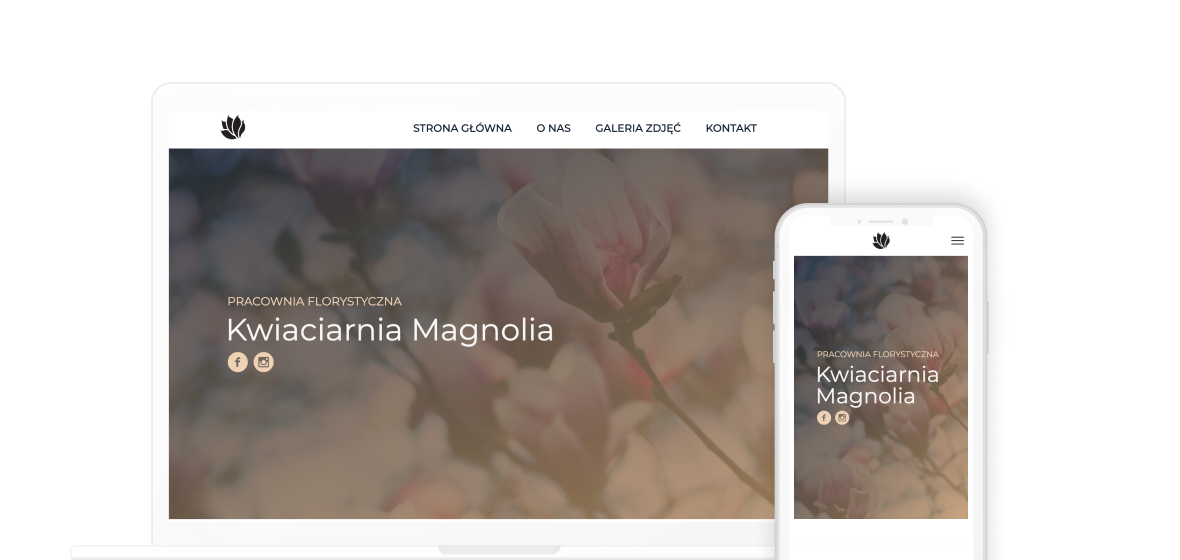 STRONA GŁÓWNA O NAS GALERIA ZDJĘĆ KONTAKT
PRACOWNIA FLORYSTYCZNA
Kwiaciarnia Magnolia
PRACOWNIA FLORYSTYCZNA
Kwiaciarnia
Magnolia